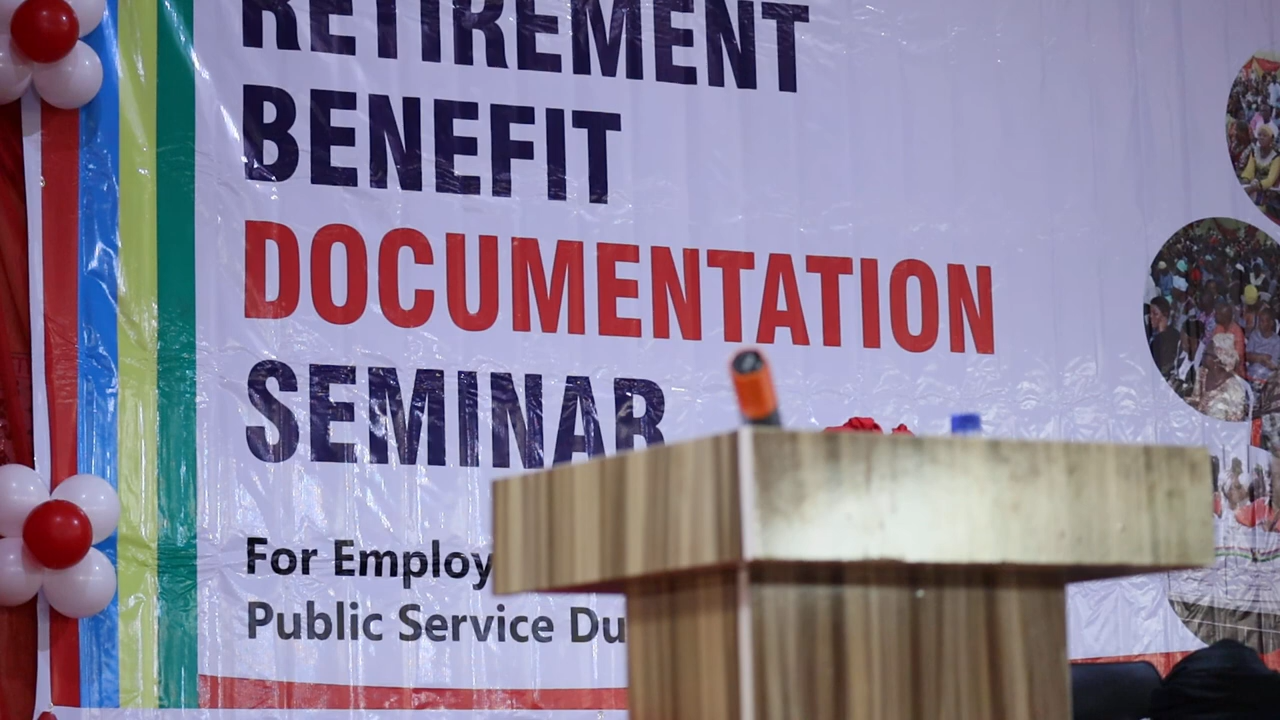 RETIREMENT
BENEFIT
DOCUMENTATION
SEMINAR
For Employ
Public Service Du